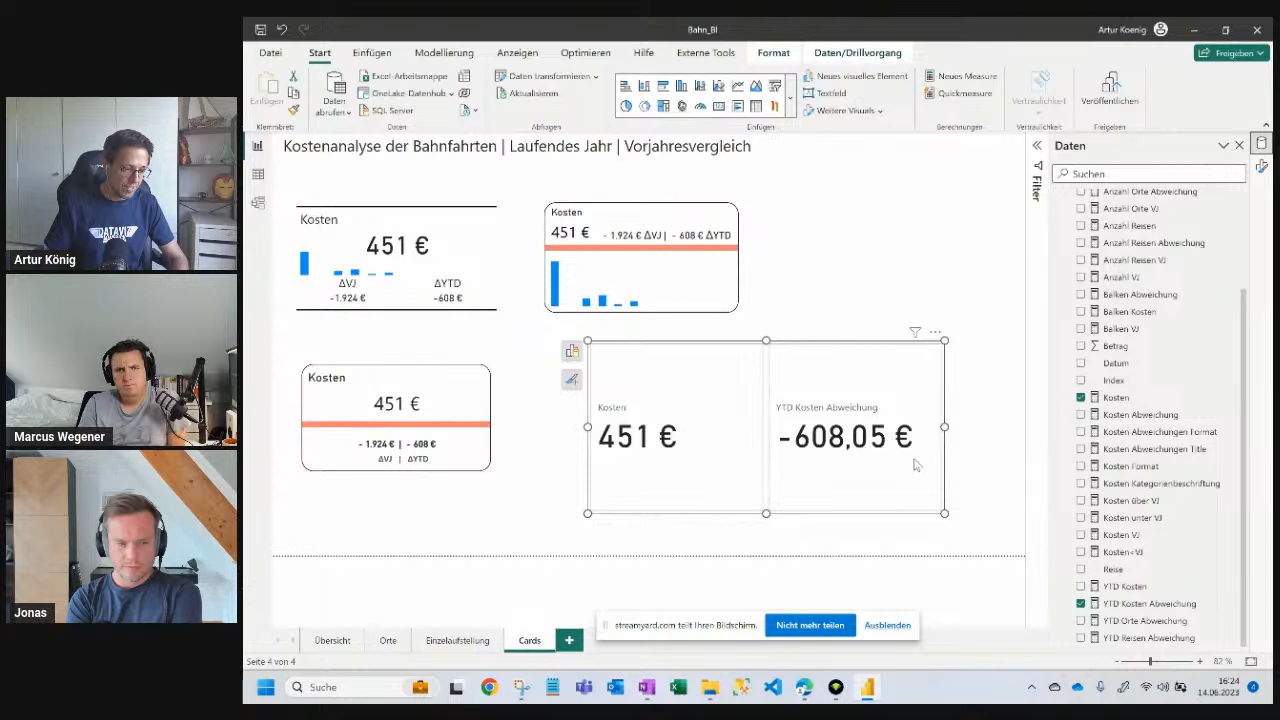 Bahn_BI
Artur Koenig
Datei
Start
Einfügen
Modellierung
Anzeigen
Optimieren
Hilfe
Externe Tools
Format
Daten/Drillvorgang
Freigeben
Einfügen
Klemmbrett
Daten
abrufen
Excel-Arbeitsmappe
OneLake-Datenhub
SQL Server
Daten
Daten transformieren
Aktualisieren
Abfragen
Neues visuelles Element
Textfeld
Weitere Visuals
Einfügen
Neues Measure
Quickmeasure
Berechnungen
Vertraulichkeit
Vertraulichkeit
Veröffentlichen
Freigeben
Kostenanalyse der Bahnfahrten | Laufendes Jahr | Vorjahresvergleich
Kosten
451 €
ΔVJ
ΔYTD
-1.924 €
-608 €
Kosten
451 €
- 1.924 € ΔVJ | - 608 € ΔYTD
Kosten
451 €
- 1.924 € | - 608 €
ΔVJ | ΔYTD
Kosten
451 €
YTD Kosten Abweichung
-608,05 €
Filter
Daten
Suchen
Anzahl Orte Abweichung
Anzahl Orte VJ
Anzahl Reisen
Anzahl Reisen Abweichung
Anzahl Reisen VJ
Anzahl VJ
Balken Abweichung
Balken Kosten
Balken VJ
Betrag
Datum
Index
Kosten
Kosten Abweichung
Kosten Abweichungen Format
Kosten Abweichungen Title
Kosten Format
Kosten Kategorienbeschriftung
Kosten über VJ
Kosten unter VJ
Kosten VJ
Kosten<VJ
Reise
YTD Kosten
YTD Kosten Abweichung
YTD Orte Abweichung
YTD Reisen Abweichung
DATAVIZ
Artur König
Marcus Wegener
Jonas
streamyard.com teilt Ihren Bildschirm.
Nicht mehr teilen
Ausblenden
Übersicht
Orte
Einzelaufstellung
Cards
Seite 4 von 4
82 %
Suche
16:24
14.06.2023